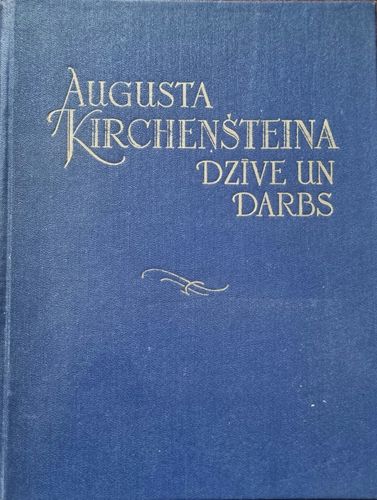 AUGUSTA
KIRCHENŠTEINA
DZĪVE UN
DARBS